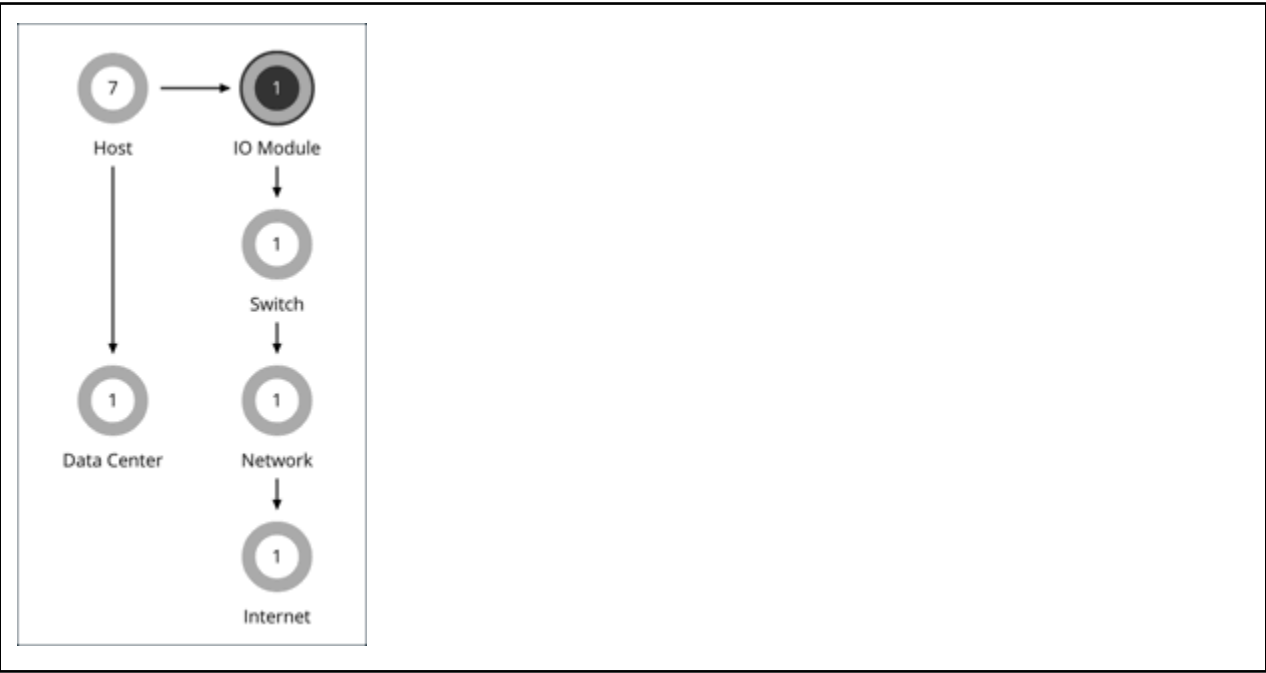 7 1
Host IO Module
1
Switch
1 1
Data Center Network
1
Internet